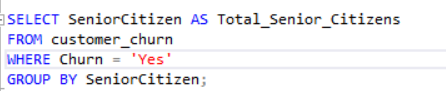 SELECT SeniorCitizen AS Total_Senior_Citizens
FROM customer_churn
WHERE Churn = 'Yes'
GROUP BY SeniorCitizen;